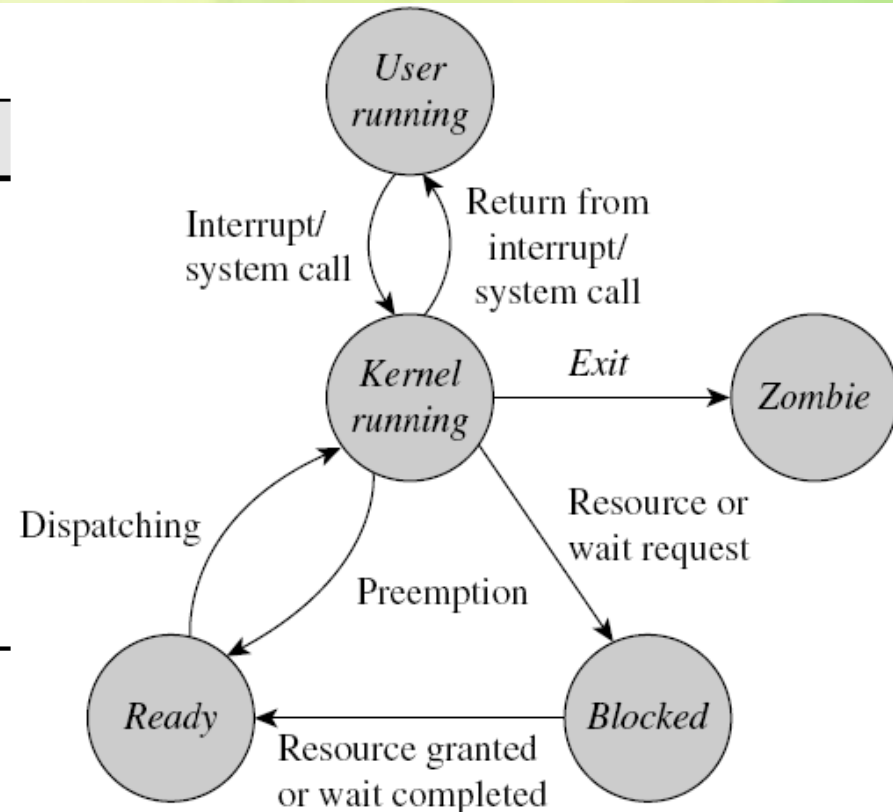 User
running
Interrupt/
system call
Return from
interrupt/
system call
Kernel
running
Exit
Zombie
Dispatching
Preemption
Resource or
wait request
Ready
Blocked
Resource granted
or wait completed